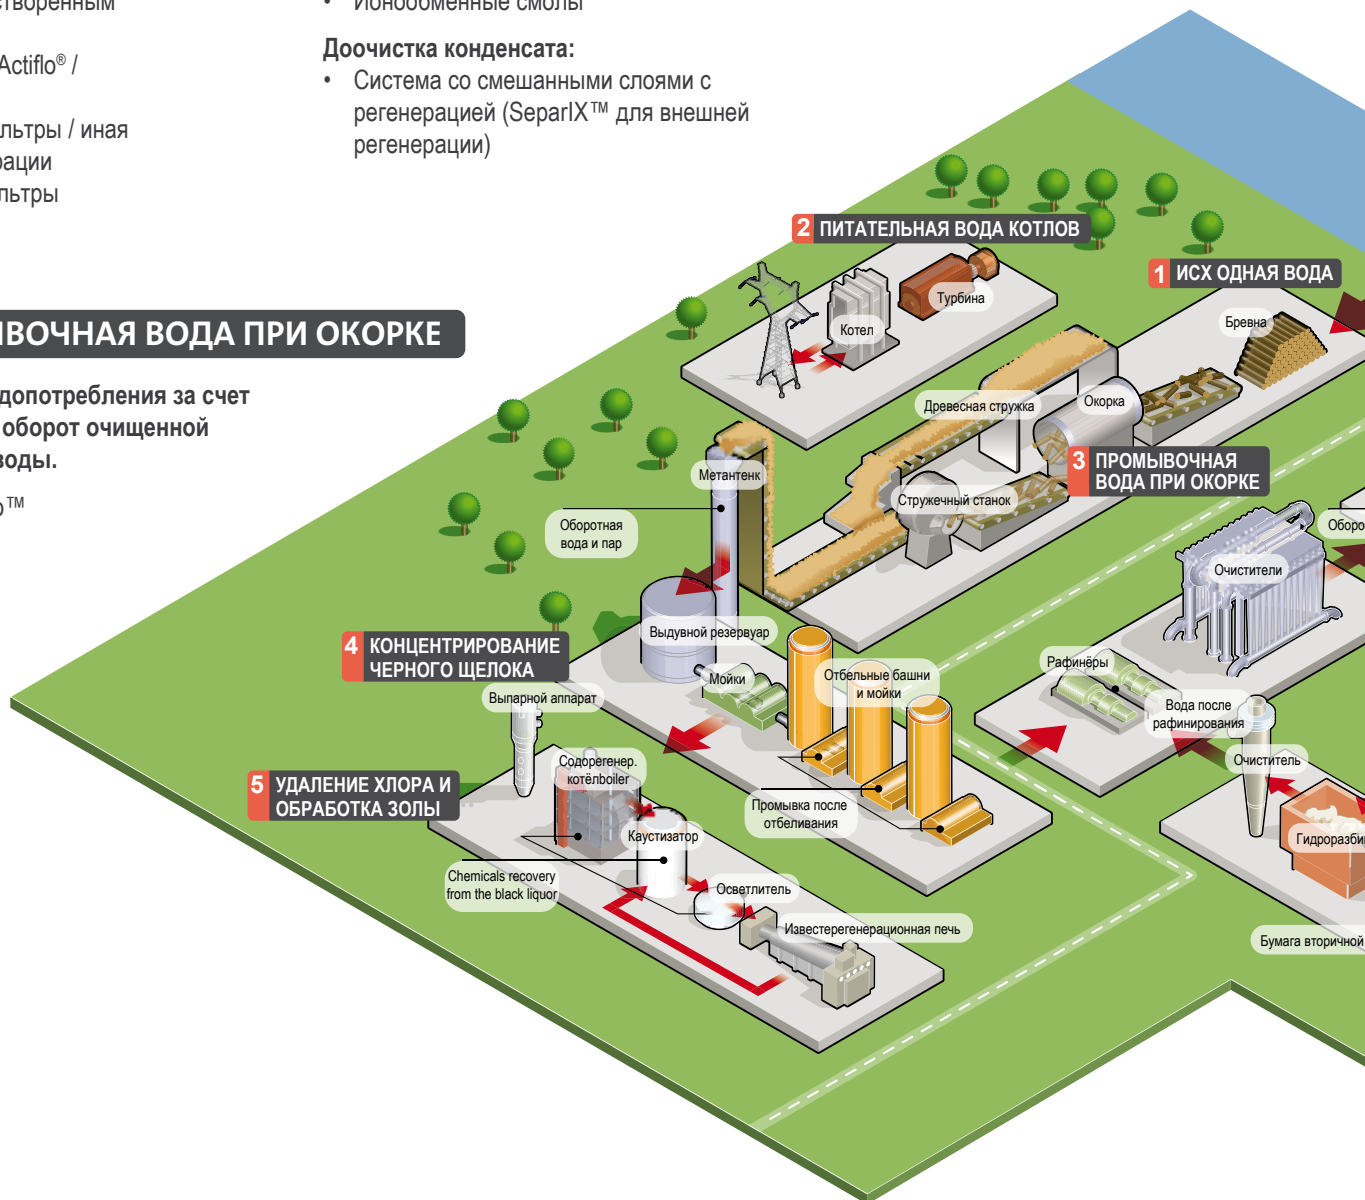 створенным
Actiflo® /
льтры / иная
рации
льтры
Ионообменные смолы
Доочистка конденсата:
• Система со смешанными слоями с
регенерацией (SeparIX™ для внешней
регенерации)
ІВОЧНАЯ ВОДА ПРИ ОКОРКЕ
допотребления за счет
оборот очищенной
воды.
™
2 ПИТАТЕЛЬНАЯ ВОДА КОТЛОВ
1 ИСХ ОДНАЯ ВОДА
Турбина
Котел
Бревна
Древесная стружка
Окорка
3 ПРОМЫВОЧНАЯ
ВОДА ПРИ ОКОРКЕ
Метантенк
Стружечный станок
Оборотная
вода и пар
Оборо
Очистители
Выдувной резервуар
4 КОНЦЕНТРИРОВАНИЕ
ЧЕРНОГО ЩЕЛОКА
Мойки
Отбельные башни
и мойки
Рафинёры
Вода после
рафинирования
Выпарной аппарат
Содорегенер.
котёлboiler
Очиститель
5 УДАЛЕНИЕ ХЛОРА И
ОБРАБОТКА ЗОЛЫ
Промывка после
отбеливания
Каустизатор
Гидроразби
Chemicals recovery
from the black liquor
Осветлитель
Известерегенерационная печь
Бумага вторичной